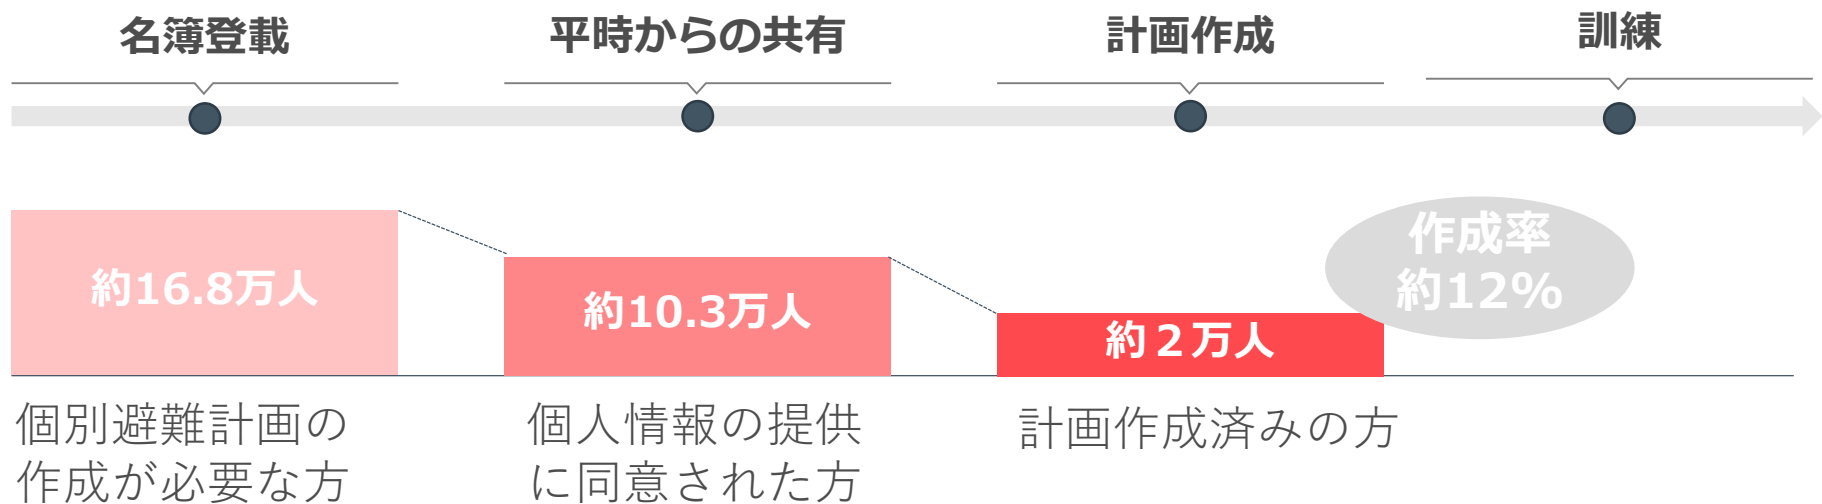 名簿登載
平時からの共有
計画作成
訓練
約16.8万人
約10.3万人
約２万人
作成率
約12%
個別避難計画の
作成が必要な方
個人情報の提供
に同意された方
計画作成済みの方